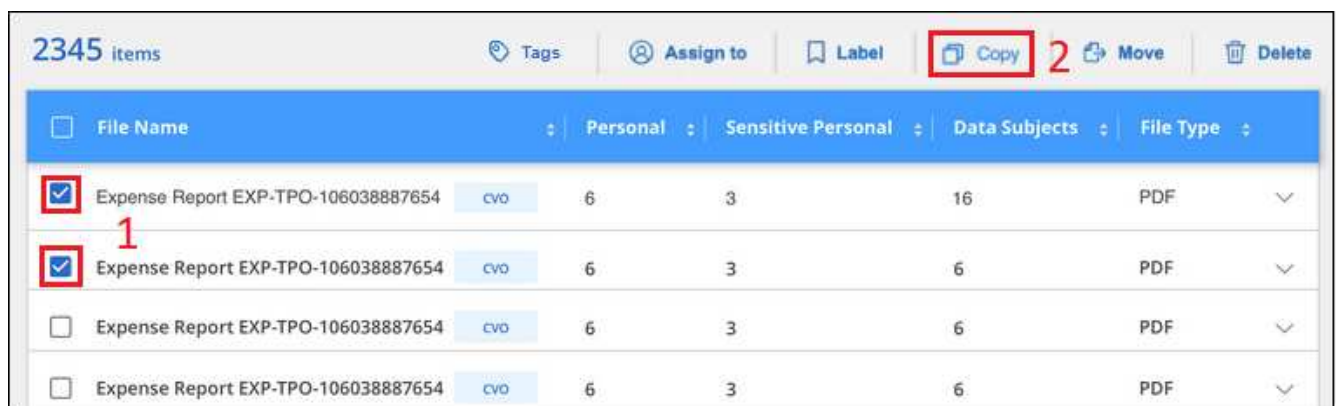 2345 items Tags Assign to Label Copy 2 Move Delete
File Name Personal Sensitive Personal Data Subjects File Type
Expense Report EXP-TPO-106038887654 CVO 6 3 16 PDF
1
Expense Report EXP-TPO-106038887654 CVO 6 3 6 PDF
Expense Report EXP-TPO-106038887654 CVO 6 3 6 PDF
Expense Report EXP-TPO-106038887654 CVO 6 3 6 PDF